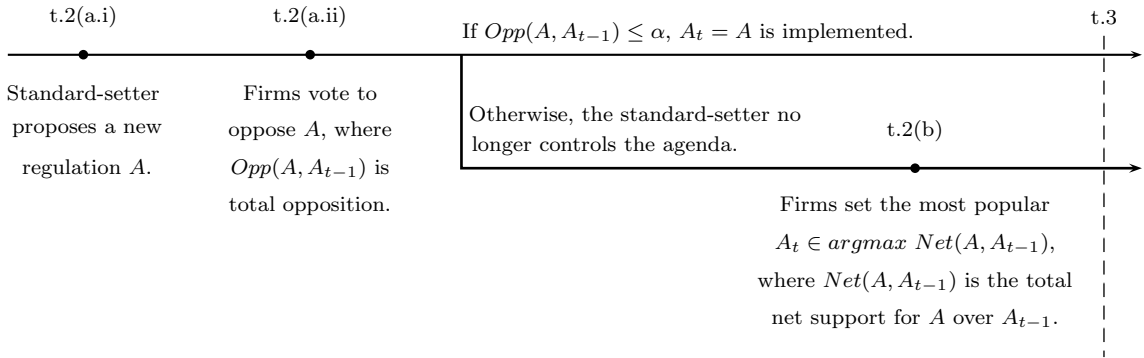 t.2(a.i)
t.2(a.ii)
t.3
If $Opp(A, A_{t-1}) \leq \alpha$, $A_t = A$ is implemented.
Standard-setter
proposes a new
regulation $A$.
Firms vote to
oppose $A$, where
$Opp(A, A_{t-1})$ is
total opposition.
Otherwise, the standard-setter no
longer controls the agenda.
t.2(b)
Firms set the most popular
$A_t \in argmax\ Net(A, A_{t-1})$,
where $Net(A, A_{t-1})$ is the total
net support for $A$ over $A_{t-1}$.